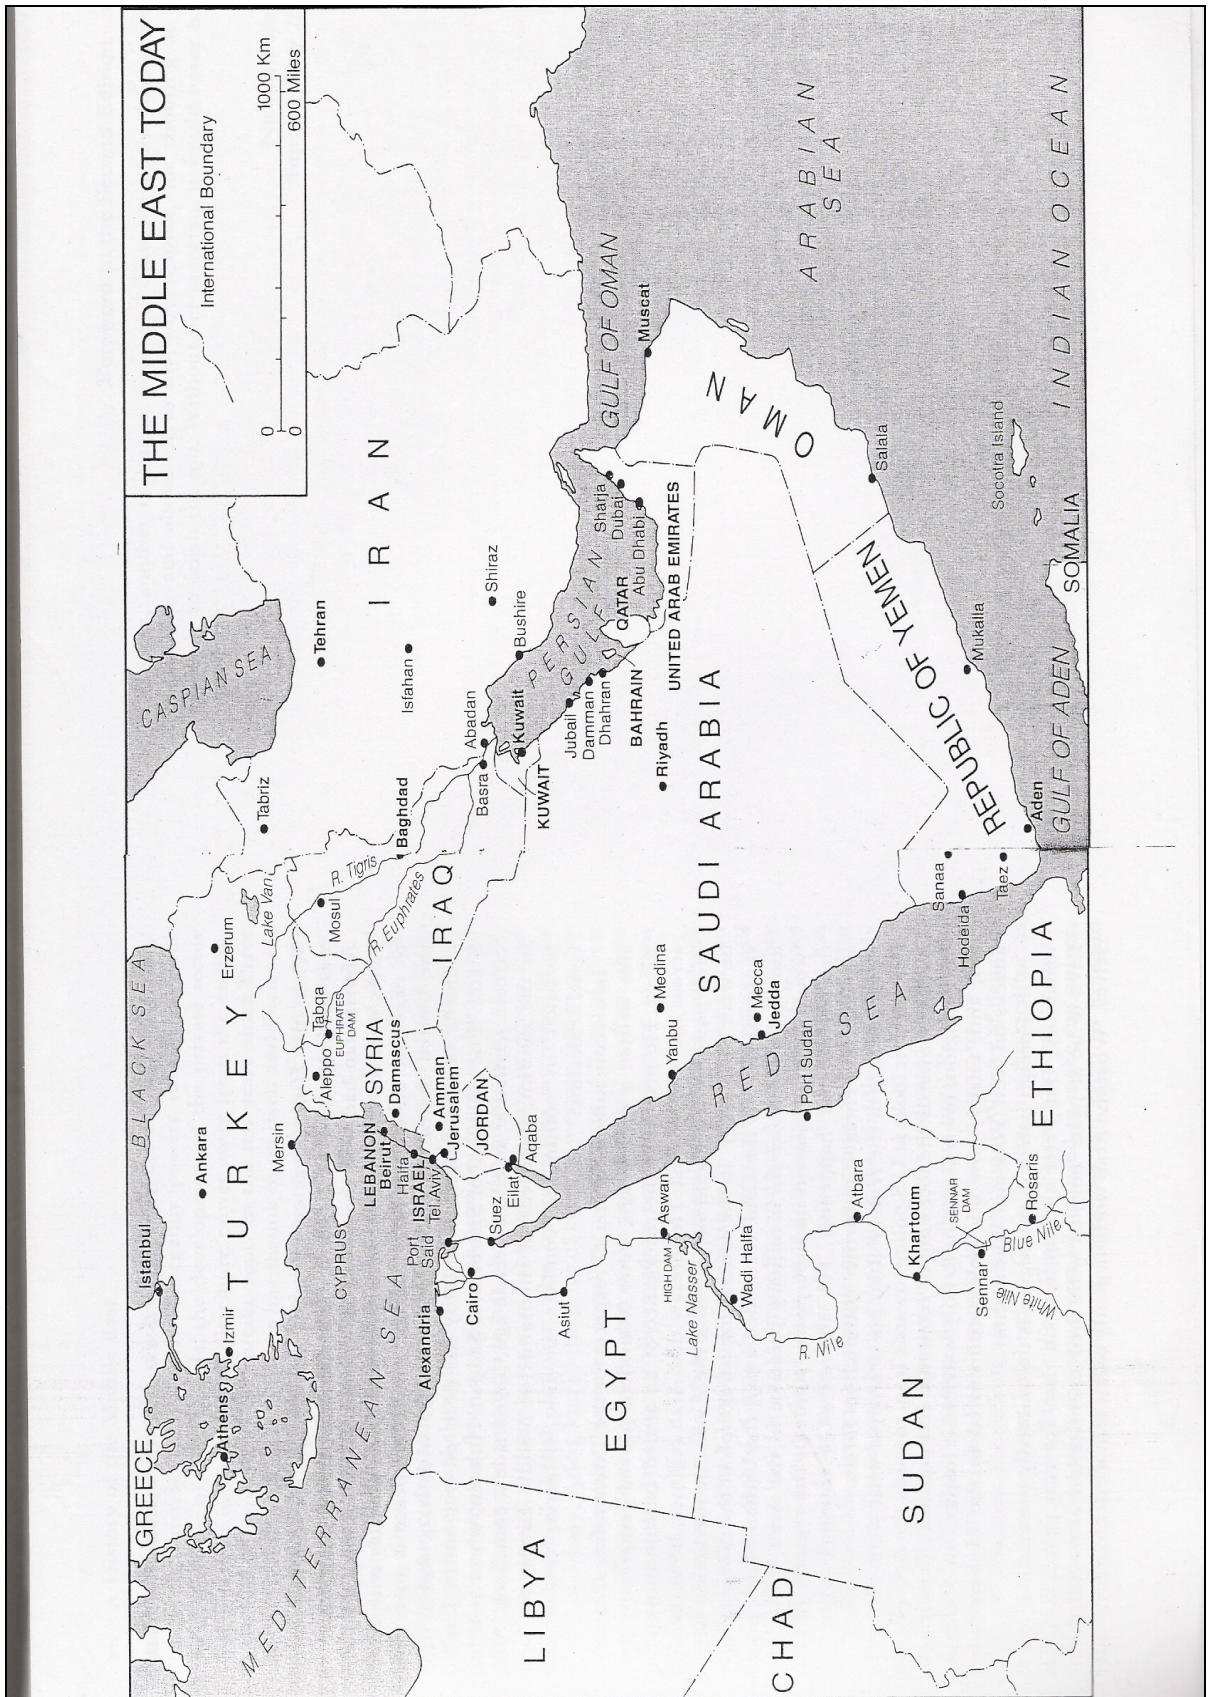 THE MIDDLE EAST TODAY
International Boundary
0
1000 Km
0
600 Miles
GREECE
Athens
Istanbul
Izmir
BLACK SEA
Ankara
TURKEY
Erzerum
Lake Van
Mersin
CASPIAN SEA
Tabriz
Tehran
IRAN
Isfahan
Shiraz
Bushire
Abadan
MEDITERRANEAN SEA
CYPRUS
Aleppo
Tabqa
EUPHRATES
DAM
SYRIA
Damascus
LEBANON
Beirut
Haifa
ISRAEL
Tel Aviv
Amman
Jerusalem
JORDAN
Aqaba
Eilat
Mosul
R. Tigris
R. Euphrates
Baghdad
IRAQ
Basra
Kuwait
KUWAIT
PERSIAN
GULF
Jubail
Damman
Dhahran
BAHRAIN
QATAR
Sharja
Dubai
Abu Dhabi
UNITED ARAB EMIRATES
GULF OF OMAN
Muscat
OMAN
Salala
ARABIAN
SEA
INDIAN OCEAN
Socotra Island
SOMALIA
GULF OF ADEN
Riyadh
SAUDI ARABIA
Medina
Yanbu
Mecca
Jedda
RED SEA
REPUBLIC OF YEMEN
Mukalla
Aden
Sanaa
Taez
Hodeida
Alexandria
Port
Said
Suez
Cairo
Asiut
EGYPT
Aswan
HIGH DAM
Lake Nasser
Wadi Halfa
LIBYA
CHAD
SUDAN
R. Nile
Port Sudan
Atbara
Khartoum
SENNAR
DAM
Sennar
Rosaris
Blue Nile
White Nile
ETHIOPIA